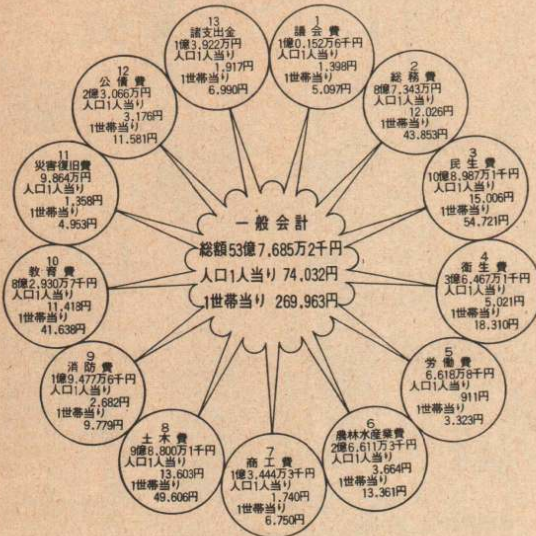 一般会計
総額53億7,685万2千円
人口1人当り 74,032円
1世帯当り 269,963円
1
議会費
1億0,152万6千円
人口1人当り
1,398円
1世帯当り
5,097円
2
総務費
8億7,343万円
人口1人当り
12,026円
1世帯当り
43,853円
3
民生費
10億8,987万1千円
人口1人当り
15,006円
1世帯当り
54,721円
4
衛生費
3億6,467万1千円
人口1人当り
5,021円
1世帯当り
18,310円
5
労働費
6,618万8千円
人口1人当り
911円
1世帯当り
3,323円
6
農林水産業費
2億6,611万3千円
人口1人当り
3,664円
1世帯当り
13,361円
7
商工費
1億3,444万3千円
人口1人当り
1,740円
1世帯当り
6,750円
8
土木費
9億8,800万1千円
人口1人当り
13,603円
1世帯当り
49,606円
9
消防費
1億9,477万6千円
人口1人当り
2,682円
1世帯当り
9,779円
10
教育費
8億2,930万7千円
人口1人当り
11,418円
1世帯当り
41,638円
11
災害復旧費
9,864万円
人口1人当り
1,358円
1世帯当り
4,953円
12
公債費
2億3,066万円
人口1人当り
3,176円
1世帯当り
11,581円
13
諸支出金
1億3,922万円
人口1人当り
1,917円
1世帯当り
6,990円